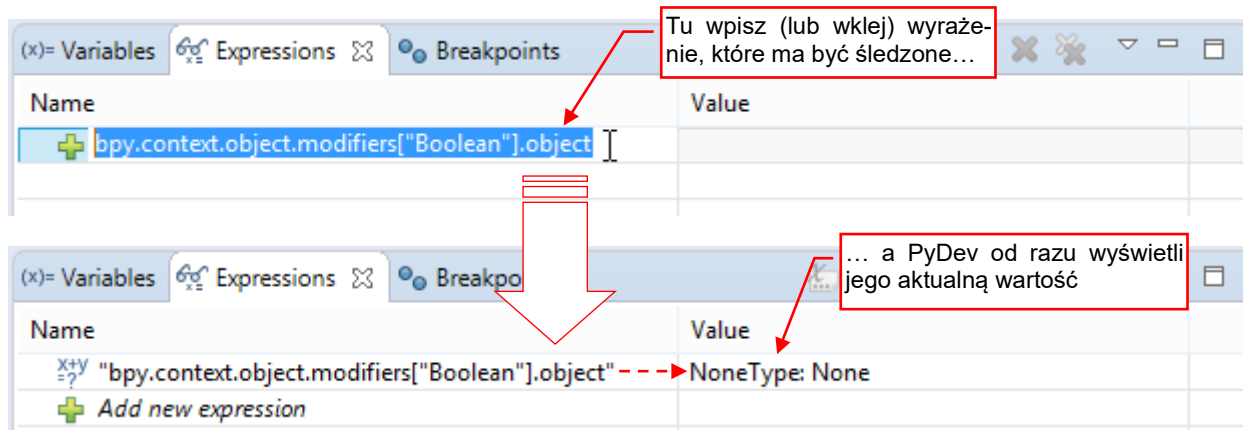 Tu wpisz (lub wklej) wyraże-
nie, które ma być śledzone…
(x)= Variables Expressions Breakpoints
Name Value
bpy.context.object.modifiers["Boolean"].object
… a PyDev od razu wyświetli
jego aktualną wartość
(x)= Variables Expressions Breakpo
Name Value
x+y
=?
"bpy.context.object.modifiers["Boolean"].object" NoneType: None
Add new expression